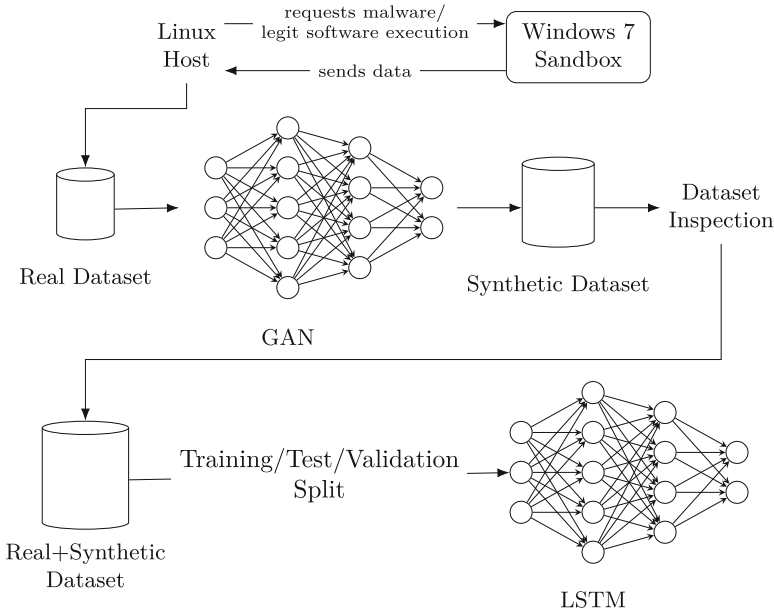 Linux
Host
requests malware/
legit software execution
sends data
Windows 7
Sandbox
Real Dataset
GAN
Synthetic Dataset
Dataset
Inspection
Real+Synthetic
Dataset
Training/Test/Validation
Split
LSTM